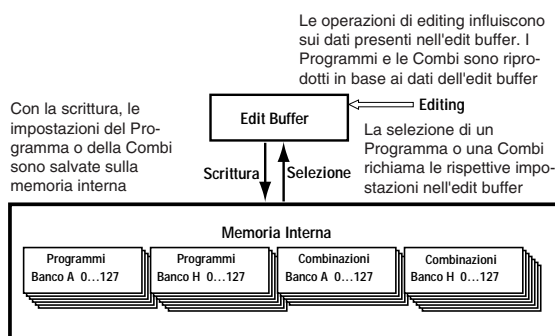 Le operazioni di editing influiscono
sui dati presenti nell'edit buffer. I
Programmi e le Combi sono ripro-
dotti in base ai dati dell'edit buffer
Con la scrittura, le
impostazioni del Pro-
gramma o della Combi
sono salvate sulla
memoria interna
Edit Buffer
Editing
La selezione di un
Programma o una Combi
richiama le rispettive impo-
stazioni nell'edit buffer
Scrittura
Selezione
Memoria Interna
Programmi
Banco A 0...127
Programmi
Banco H 0...127
Combinazioni
Banco A 0...127
Combinazioni
Banco H 0...127